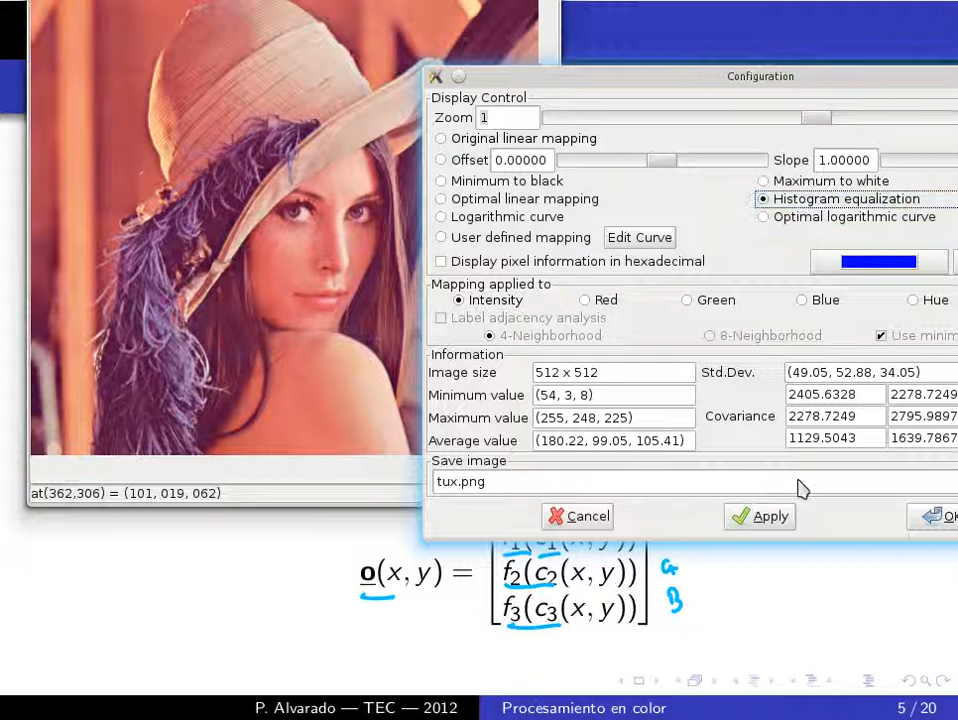 Configuration
Display Control
Zoom 1
Original linear mapping
Offset 0.00000 Slope 1.00000
Minimum to black Maximum to white
Optimal linear mapping Histogram equalization
Logarithmic curve Optimal logarithmic curve
User defined mapping Edit Curve
Display pixel information in hexadecimal
Mapping applied to
Intensity Red Green Blue Hue
Label adjacency analysis
4-Neighborhood 8-Neighborhood Use minim
Information
Image size 512 x 512 Std.Dev. (49.05, 52.88, 34.05)
Minimum value (54, 3, 8) 2405.6328 2278.7249
Maximum value (255, 248, 225) Covariance 2278.7249 2795.9897
Average value (180.22, 99.05, 105.41) 1129.5043 1639.7867
Save image
tux.png
at(362,306) = (101, 019, 062)
Cancel Apply OK
o(x, y) = f₂(c₂(x, y)) G
f₃(c₃(x, y)) B
P. Alvarado — TEC — 2012 Procesamiento en color 5 / 20